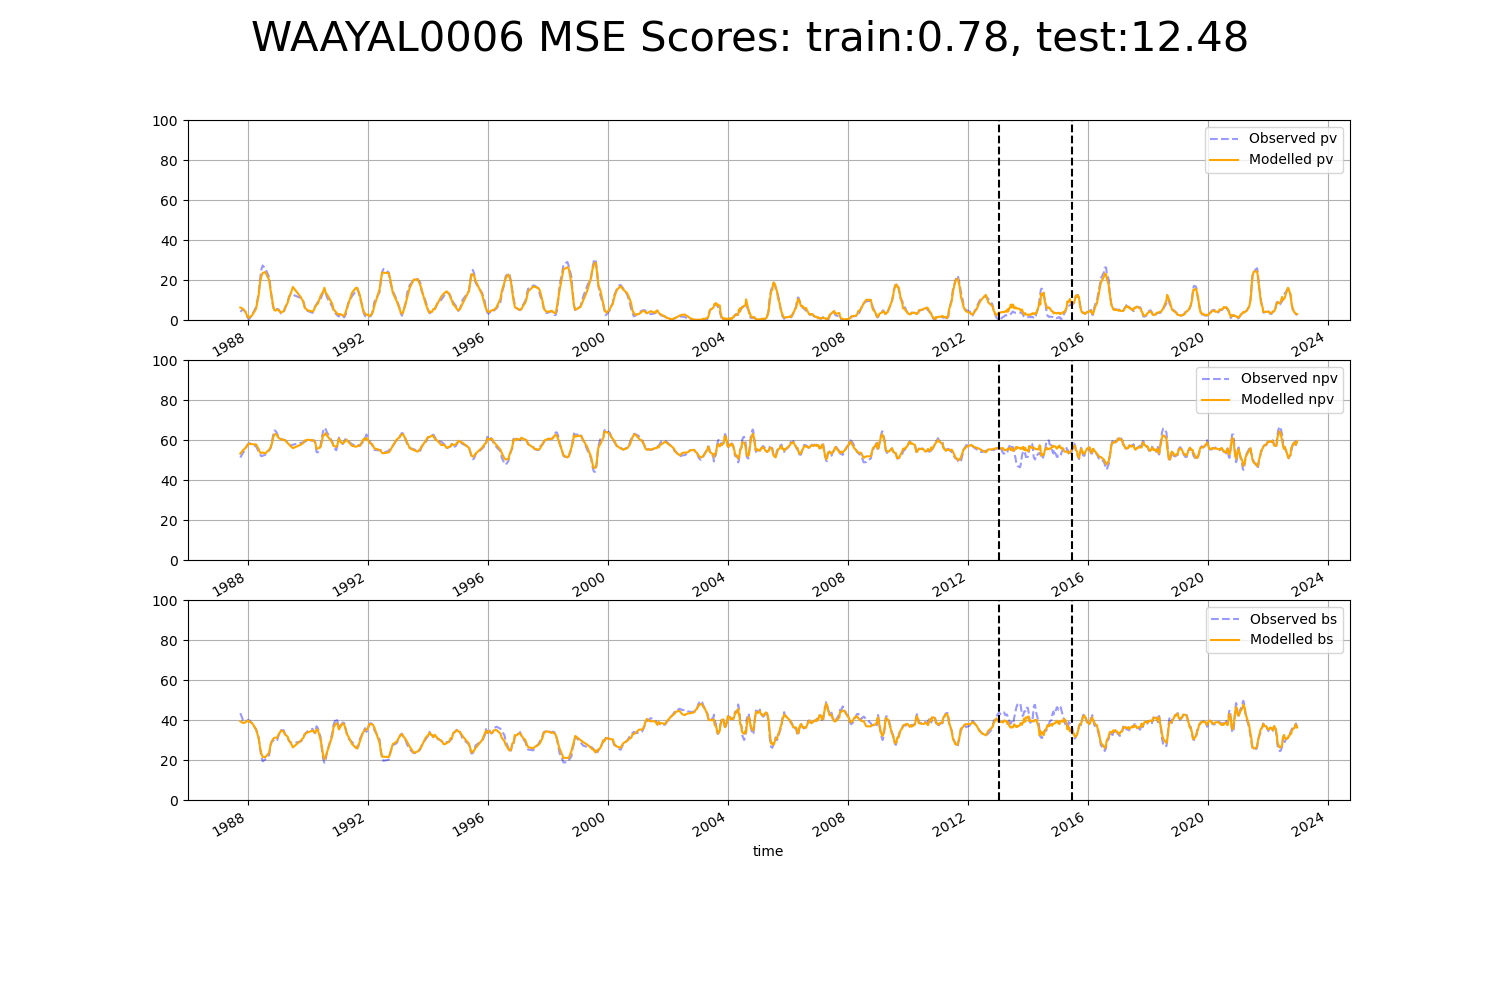 WAAYAL0006 MSE Scores: train:0.78, test:12.48
100
80
60
40
20
0
Observed pv
Modelled pv
1988 1992 1996 2000 2004 2008 2012 2016 2020 2024
100
80
60
40
20
0
Observed npv
Modelled npv
1988 1992 1996 2000 2004 2008 2012 2016 2020 2024
100
80
60
40
20
0
Observed bs
Modelled bs
1988 1992 1996 2000 2004 2008 2012 2016 2020 2024
time